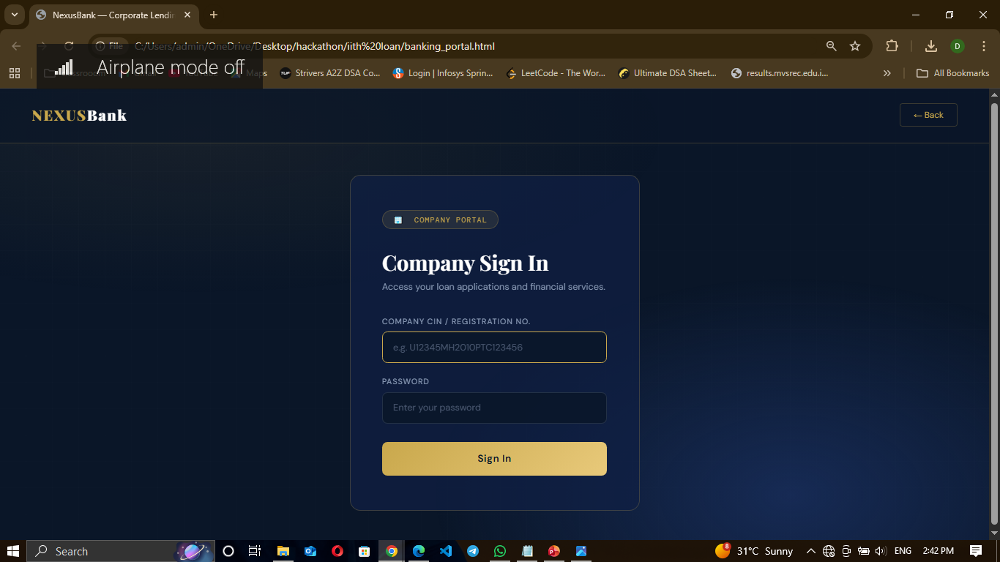 NexusBank — Corporate Lendi
File
C:/Users/admin/OneDrive/Desktop/hackathon/iith%20loan/banking_portal.html
D
Airplane mode off
Maps
TUF
Strivers A2Z DSA Co...
Login | Infosys Sprin...
LeetCode - The Wor...
Ultimate DSA Sheet...
results.mvsrec.edu.i...
»
All Bookmarks
NEXUSBank
← Back
COMPANY PORTAL
Company Sign In
Access your loan applications and financial services.
COMPANY CIN / REGISTRATION NO.
e.g. U12345MH2010PTC123456
PASSWORD
Enter your password
Sign In
Search
8
31°C Sunny
ENG
2:42 PM